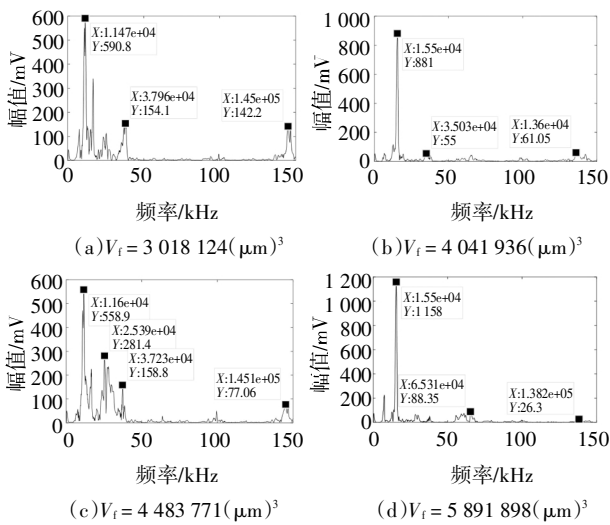 600
500
400
300
200
100
0
0
50
100
150
幅值/mV
频率/kHz
X:1.147e+04
Y:590.8
X:3.796e+04
Y:154.1
X:1.45e+05
Y:142.2
(a)Vf = 3 018 124(μm)³
1 000
800
600
400
200
0
0
50
100
150
幅值/mV
频率/kHz
X:1.55e+04
Y:881
X:3.503e+04
Y:55
X:1.36e+04
Y:61.05
(b)Vf = 4 041 936(μm)³
600
500
400
300
200
100
0
0
50
100
150
幅值/mV
频率/kHz
X:1.16e+04
Y:558.9
X:2.539e+04
Y:281.4
X:3.723e+04
Y:158.8
X:1.451e+05
Y:77.06
(c)Vf = 4 483 771(μm)³
1 200
1 000
800
600
400
200
0
0
50
100
150
幅值/mV
频率/kHz
X:1.55e+04
Y:1 158
X:6.531e+04
Y:88.35
X:1.382e+05
Y:26.3
(d)Vf = 5 891 898(μm)³